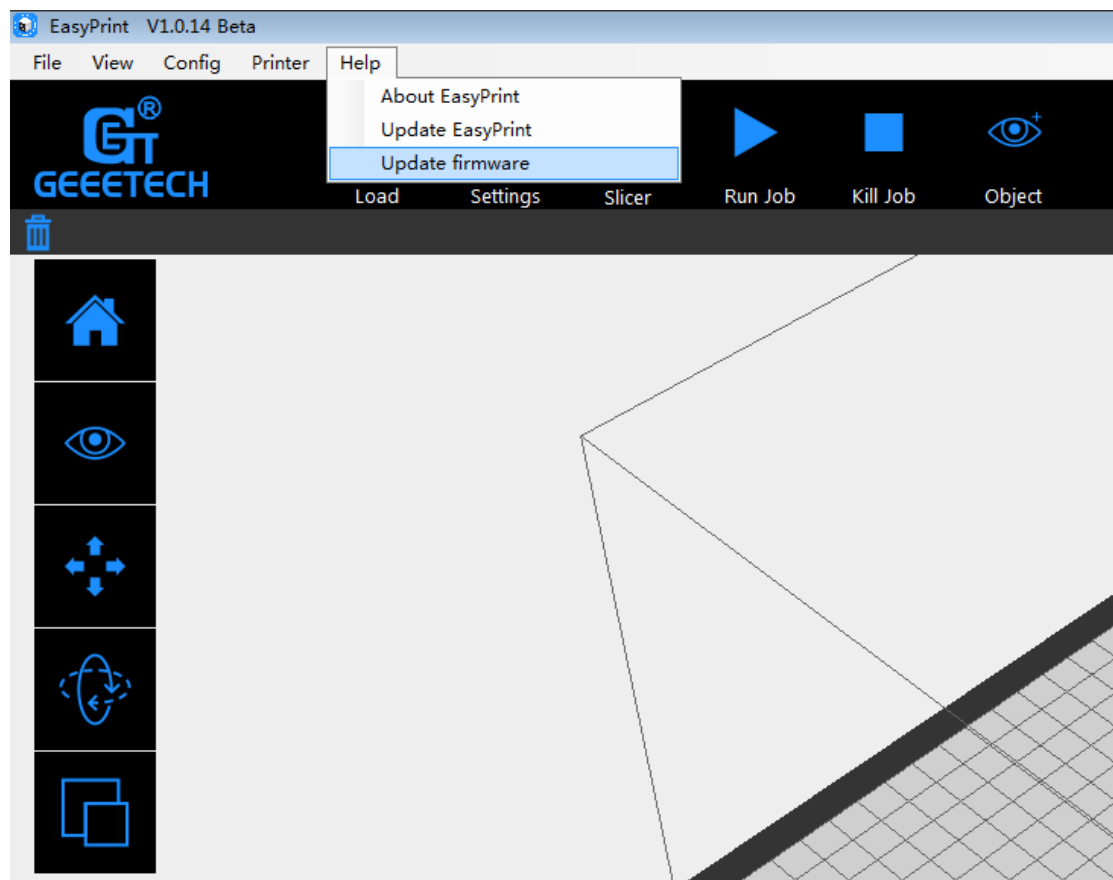 EasyPrint V1.0.14 Beta
File View Config Printer Help
About EasyPrint
Update EasyPrint
Update firmware
GEEETECH®
Load Settings Slicer Run Job Kill Job Object